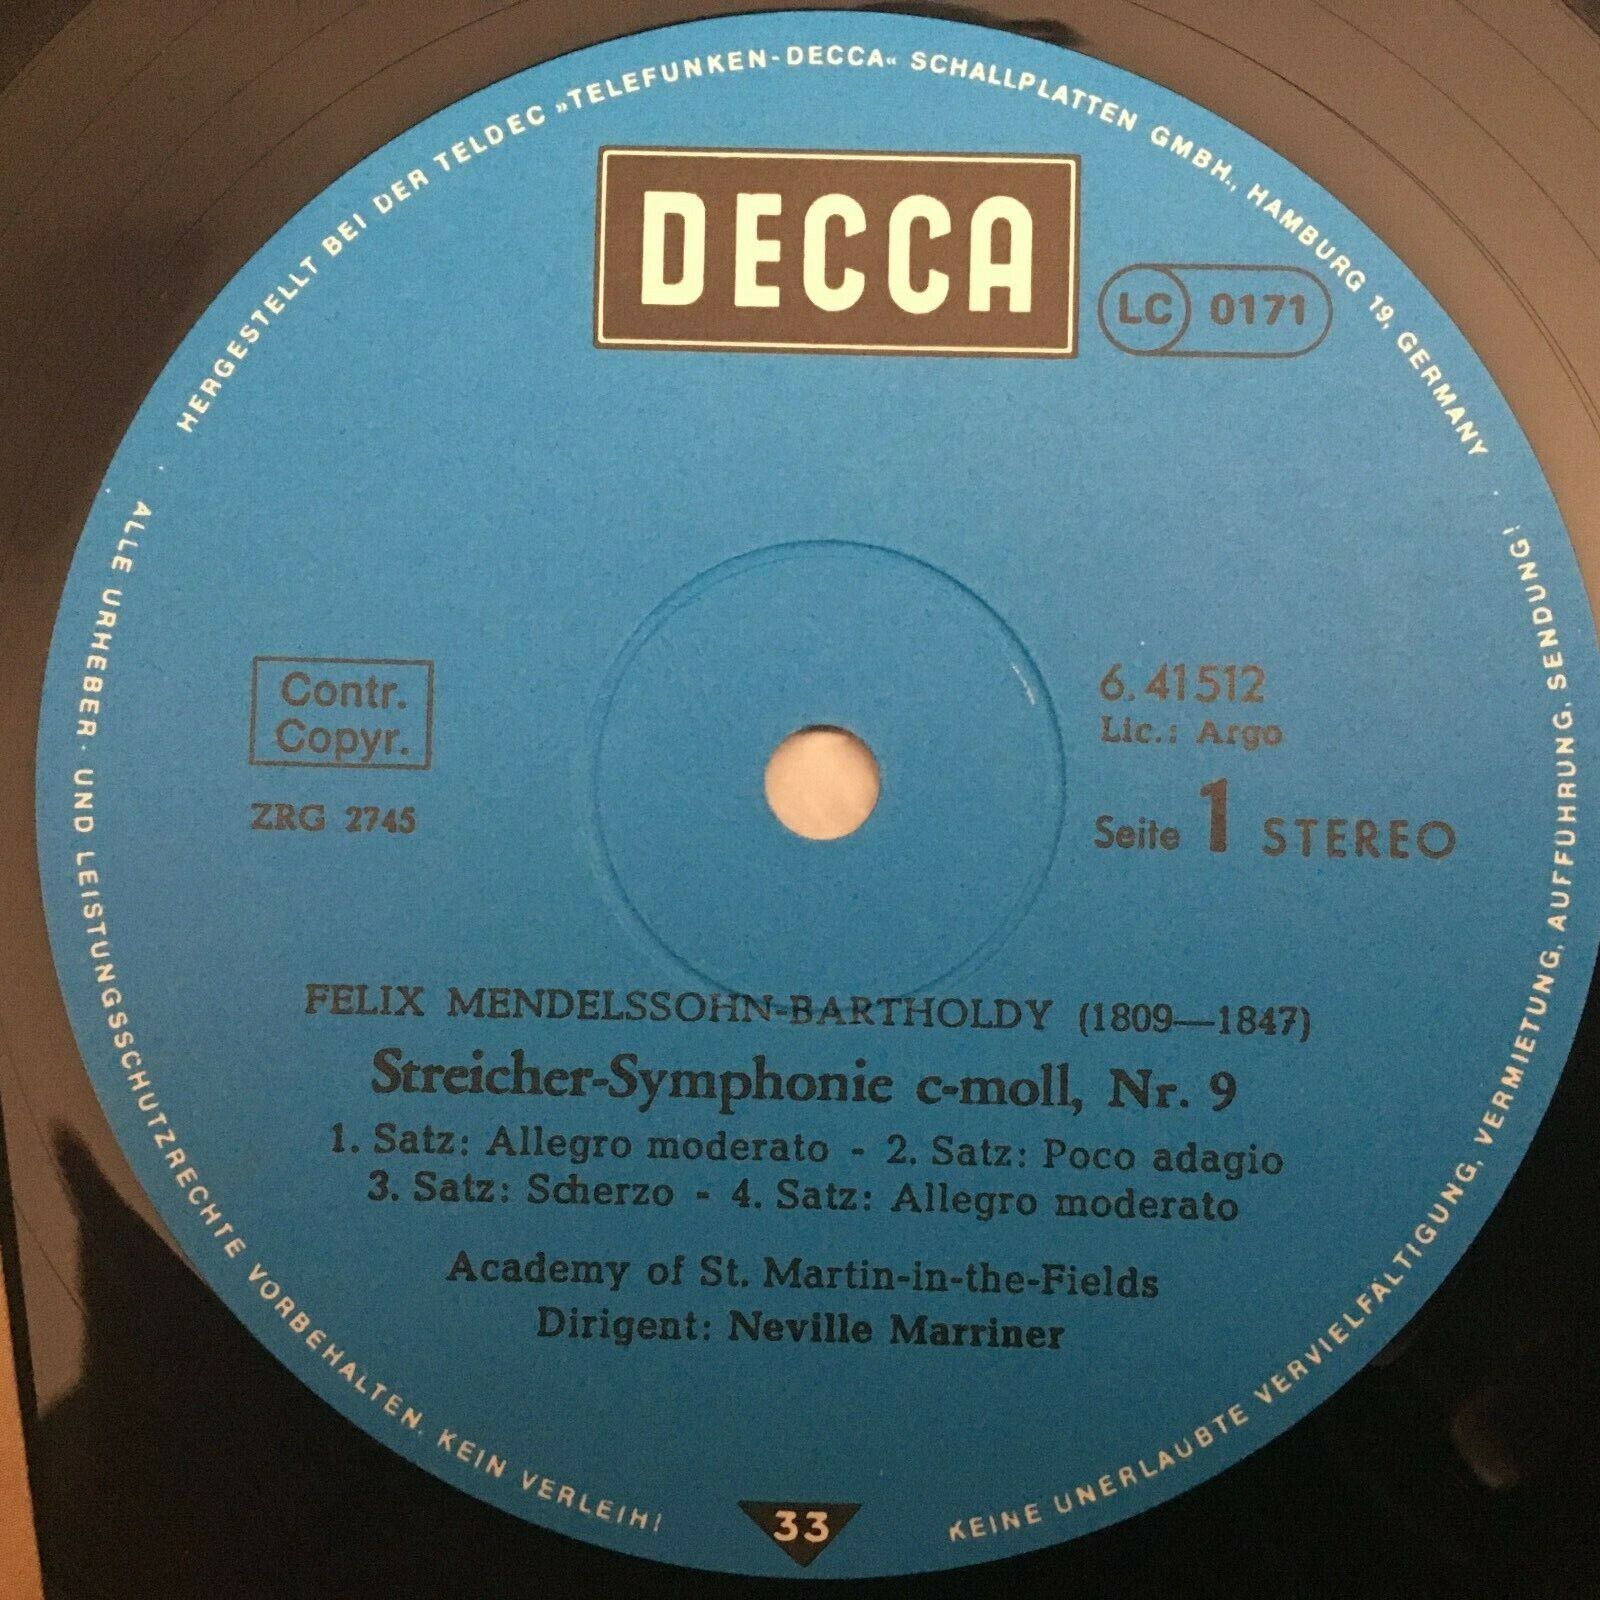 HERGESTELLT BEI DER TELDEC »TELEFUNKEN-DECCA« SCHALLPLATTEN GMBH., HAMBURG 19, GERMANY
DECCA
LC 0171
Contr.
Copyr.
ZRG 2745
6.41512
Lic.: Argo
Seite 1 STEREO
FELIX MENDELSSOHN-BARTHOLDY (1809—1847)
Streicher-Symphonie c-moll, Nr. 9
1. Satz: Allegro moderato - 2. Satz: Poco adagio
3. Satz: Scherzo - 4. Satz: Allegro moderato
Academy of St. Martin-in-the-Fields
Dirigent: Neville Marriner
ALLE URHEBER- UND LEISTUNGSSCHUTZRECHTE VORBEHALTEN. KEIN VERLEIH!
33
KEINE UNERLAUBTE VERVIELFÄLTIGUNG, VERMIETUNG, AUFFÜHRUNG, SENDUNG!